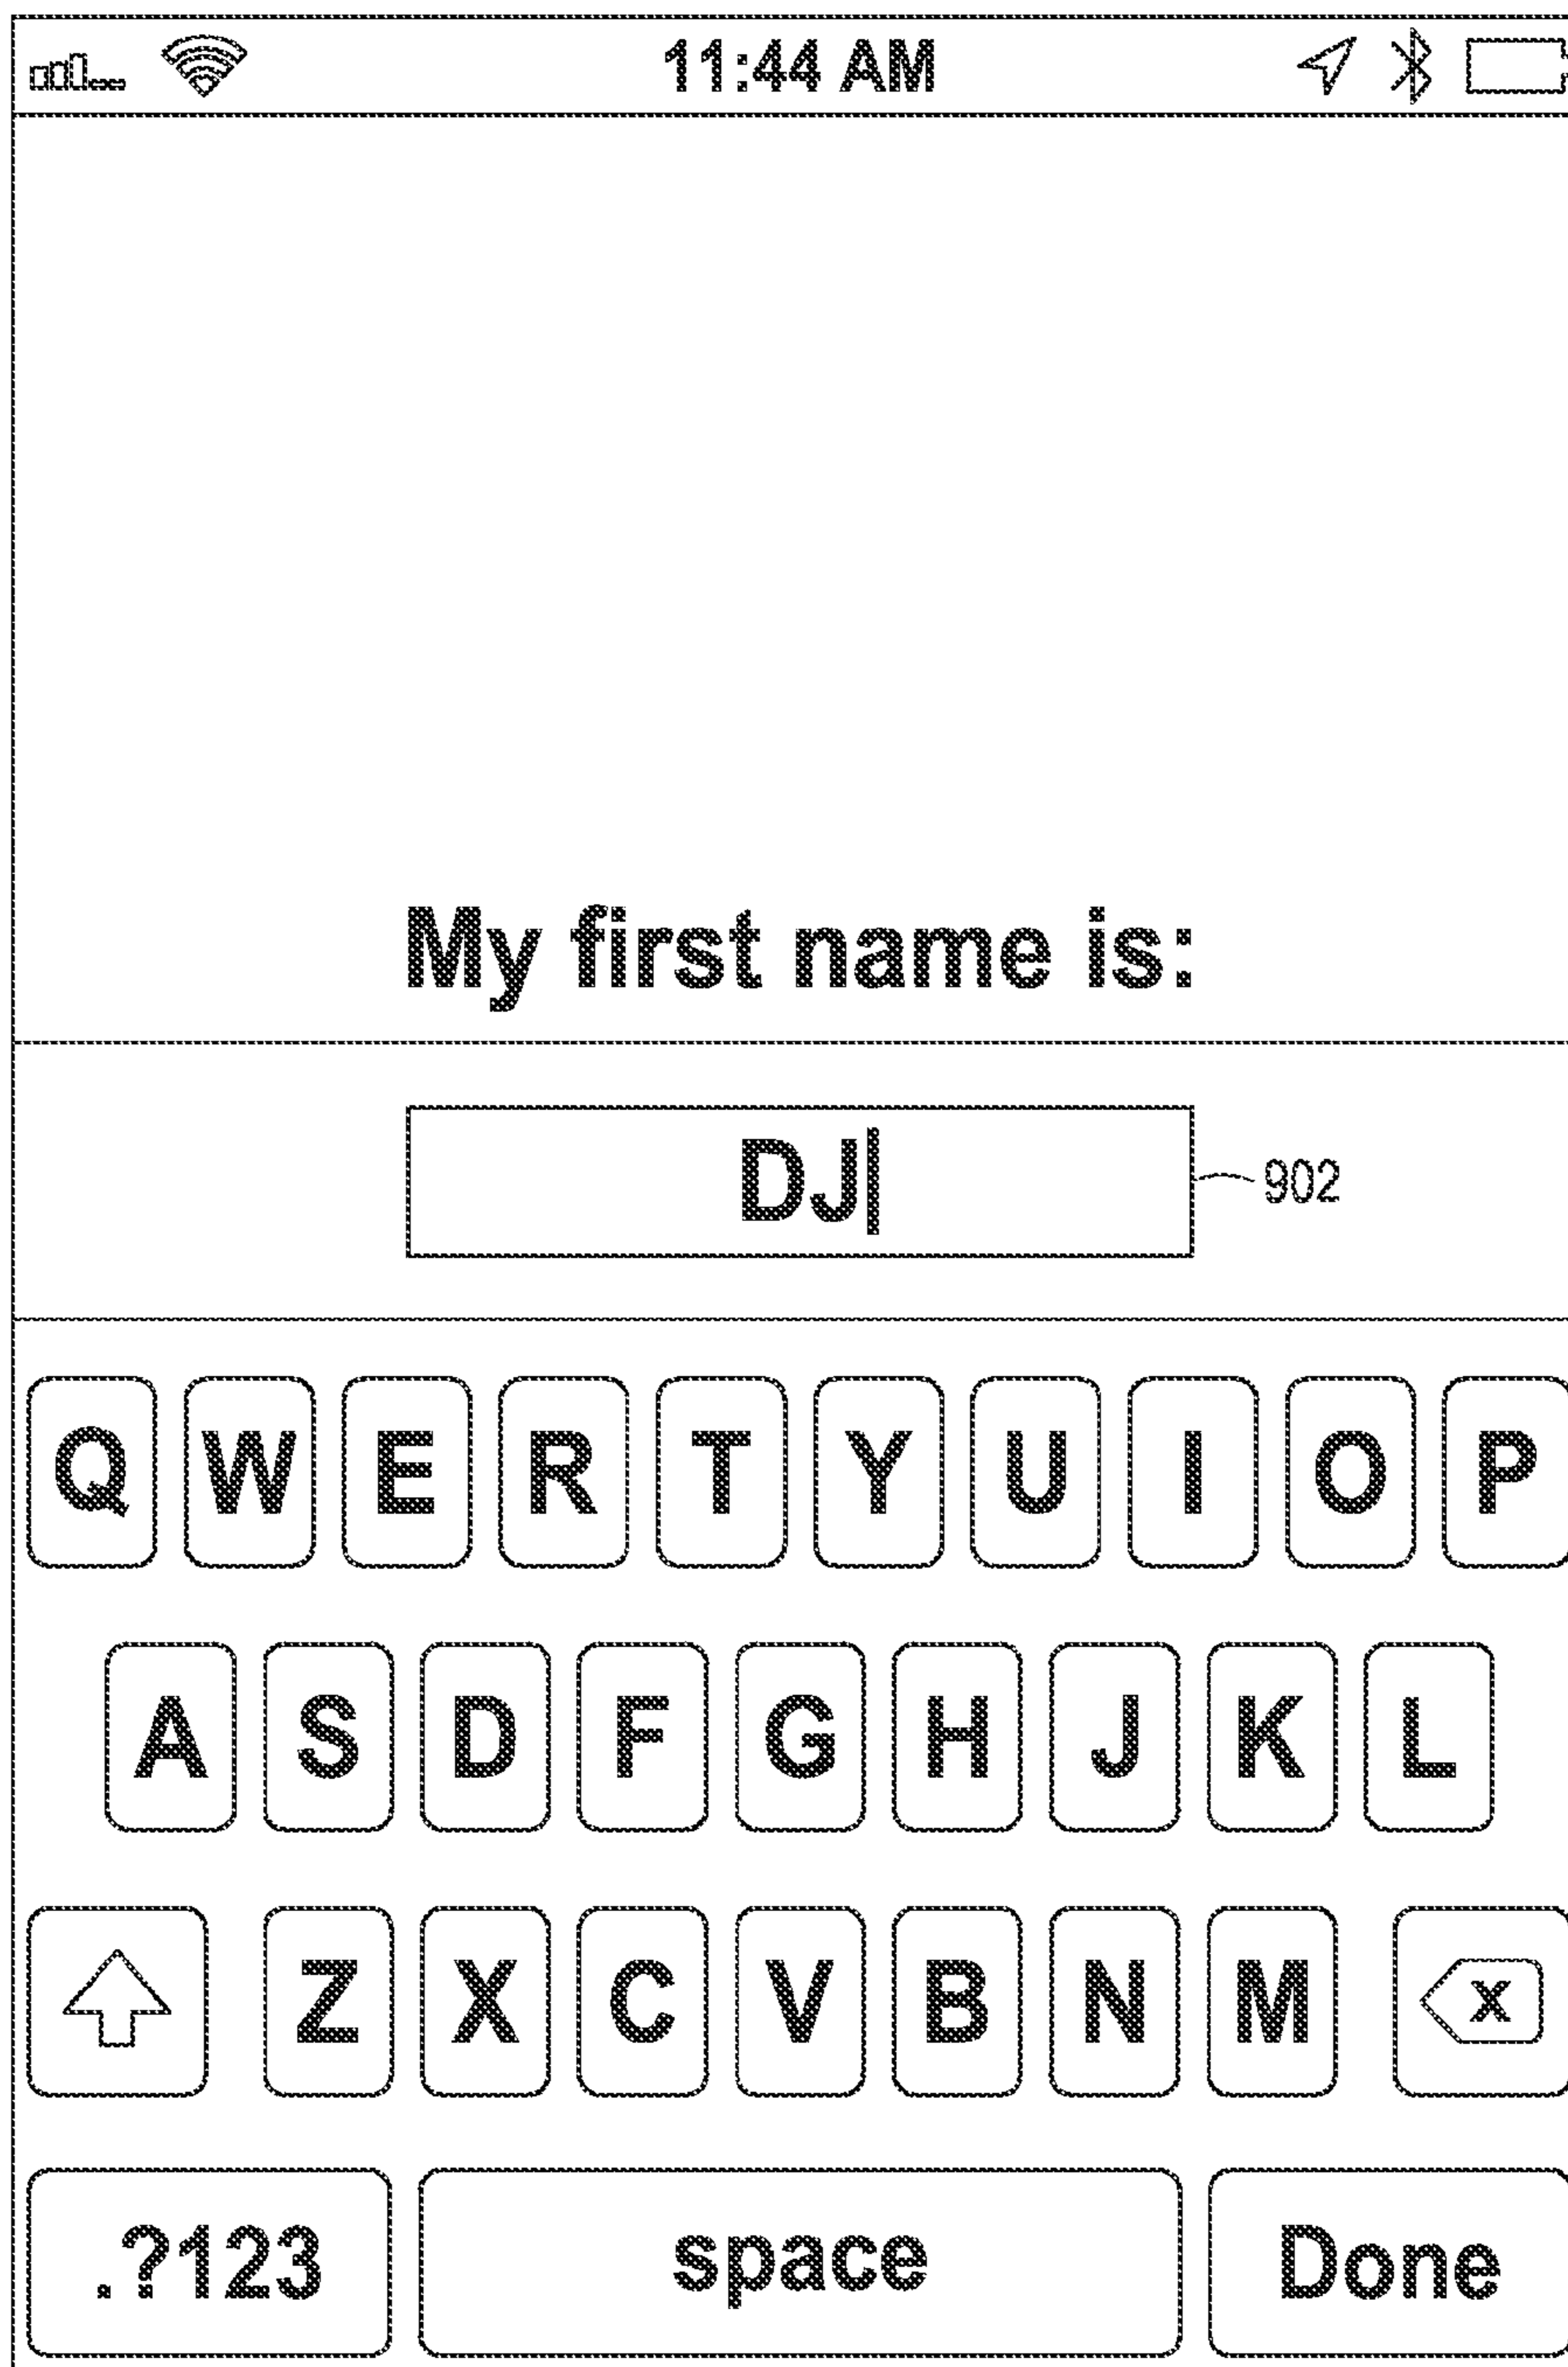 11:44 AM
My first name is:
DJ
902
Q W E R T Y U I O P
A S D F G H J K L
Z X C V B N M X
.?123 space Done